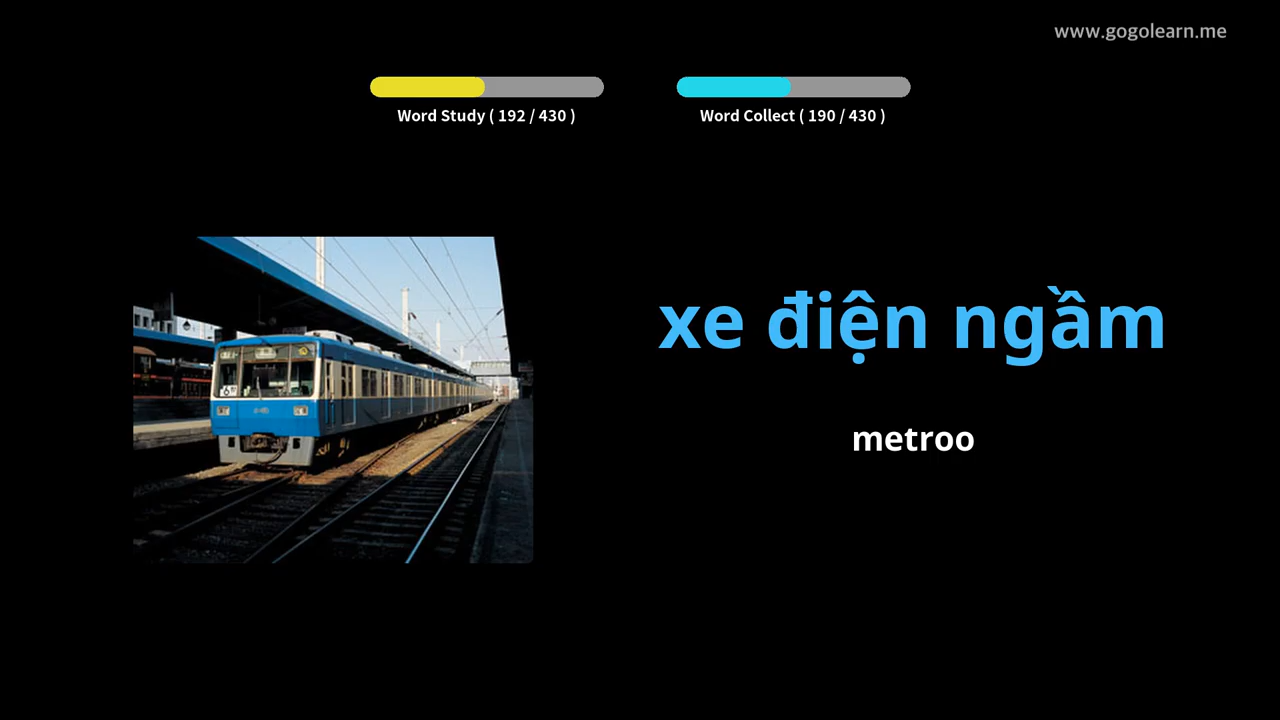 www.gogolearn.me
Word Study ( 192 / 430 )
Word Collect ( 190 / 430 )
xe điện ngầm
metroo